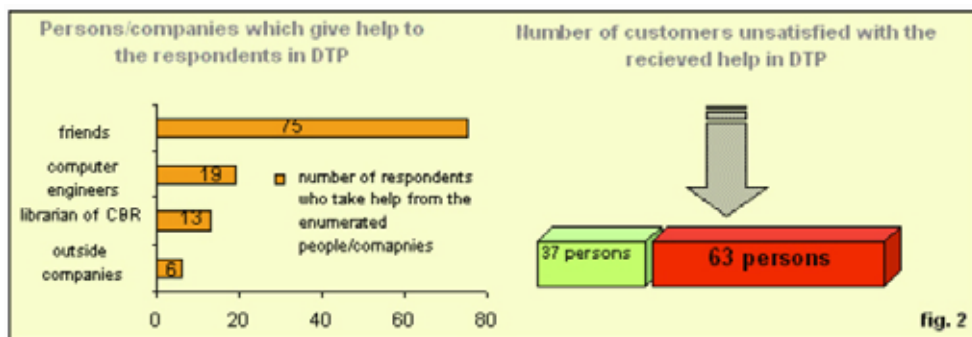 Persons/companies which give help to
the respondents in DTP
friends
75
computer
engineers
19
librarian of CBR
13
outside
companies
6
number of respondents
who take help from the
enumerated
people/comapnies
0 20 40 60 80
Number of customers unsatisfied with the
recieved help in DTP
37 persons
63 persons
fig. 2